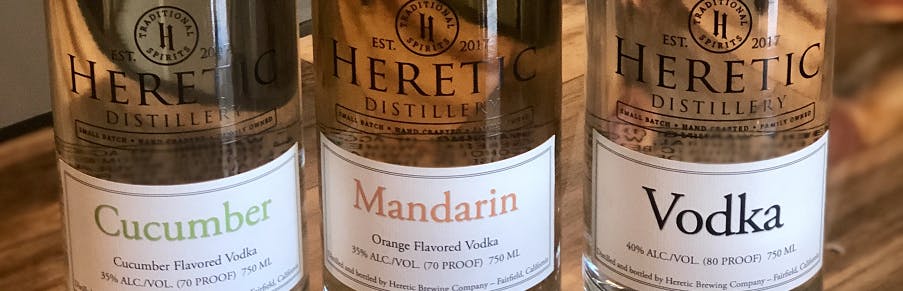 TRADITIONAL
H
SPIRITS
EST. 2017
HERETIC
DISTILLERY
SMALL BATCH • HAND CRAFTED • FAMILY OWNED
Cucumber
Cucumber Flavored Vodka
35% ALC./VOL. (70 PROOF) 750 ML
Fairfield, California
TRADITIONAL
H
SPIRITS
EST. 2017
HERETIC
DISTILLERY
SMALL BATCH • HAND CRAFTED • FAMILY OWNED
Mandarin
Orange Flavored Vodka
35% ALC./VOL. (70 PROOF) 750 ML
Distilled and bottled by Heretic Brewing Company – Fairfield, California
TRADITIONAL
H
SPIRITS
EST. 2017
HERETIC
DISTILLERY
SMALL BATCH • HAND CRAFTED • FAMILY OWNED
Vodka
40% ALC./VOL. (80 PROOF) 750 ML
Distilled and bottled by Heretic Brewing Company – Fairfield, California